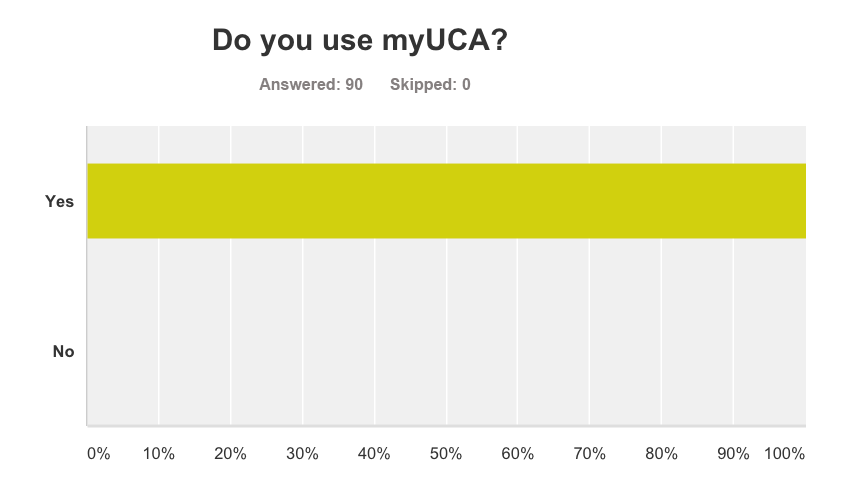 Do you use myUCA?
Answered: 90 Skipped: 0
Yes
No
0% 10% 20% 30% 40% 50% 60% 70% 80% 90% 100%